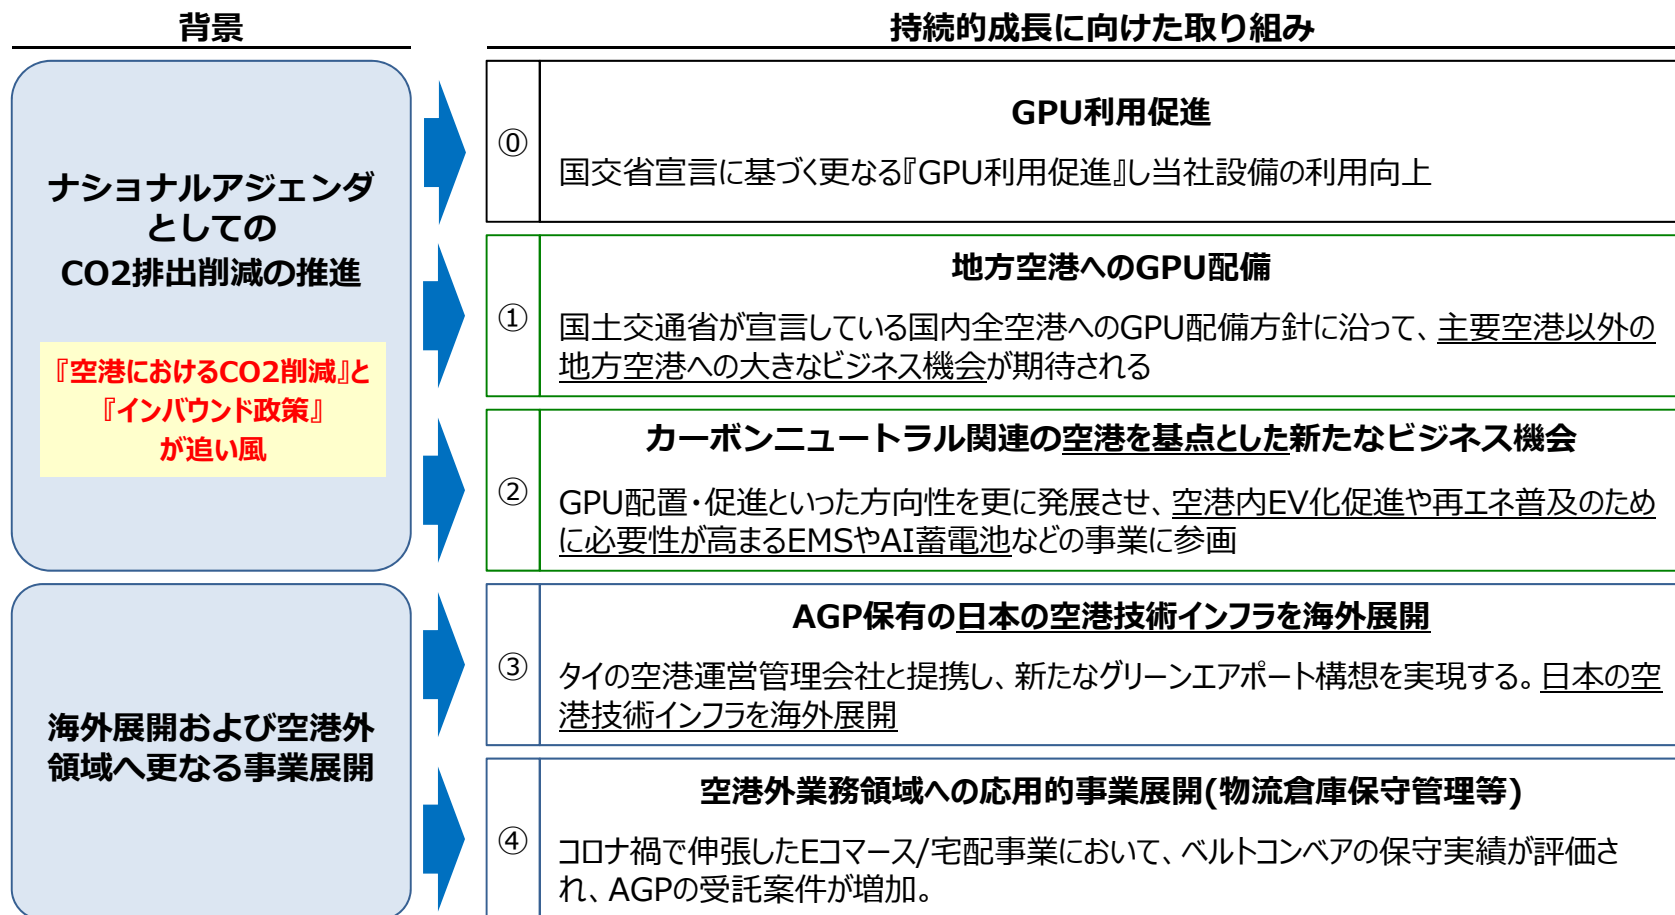 背景
持続的成長に向けた取り組み
ナショナルアジェンダ
としての
CO2排出削減の推進
『空港におけるCO2削減』と
『インバウンド政策』
が追い風
⓪
GPU利用促進
国交省宣言に基づく更なる『GPU利用促進』し当社設備の利用向上
①
地方空港へのGPU配備
国土交通省が宣言している国内全空港へのGPU配備方針に沿って、主要空港以外の
地方空港への大きなビジネス機会が期待される
②
カーボンニュートラル関連の空港を基点とした新たなビジネス機会
GPU配置・促進といった方向性を更に発展させ、空港内EV化促進や再エネ普及のため
に必要性が高まるEMSやAI蓄電池などの事業に参画
海外展開および空港外
領域へ更なる事業展開
③
AGP保有の日本の空港技術インフラを海外展開
タイの空港運営管理会社と提携し、新たなグリーンエアポート構想を実現する。日本の空
港技術インフラを海外展開
④
空港外業務領域への応用的事業展開(物流倉庫保守管理等)
コロナ禍で伸張したEコマース/宅配事業において、ベルトコンベアの保守実績が評価さ
れ、AGPの受託案件が増加。